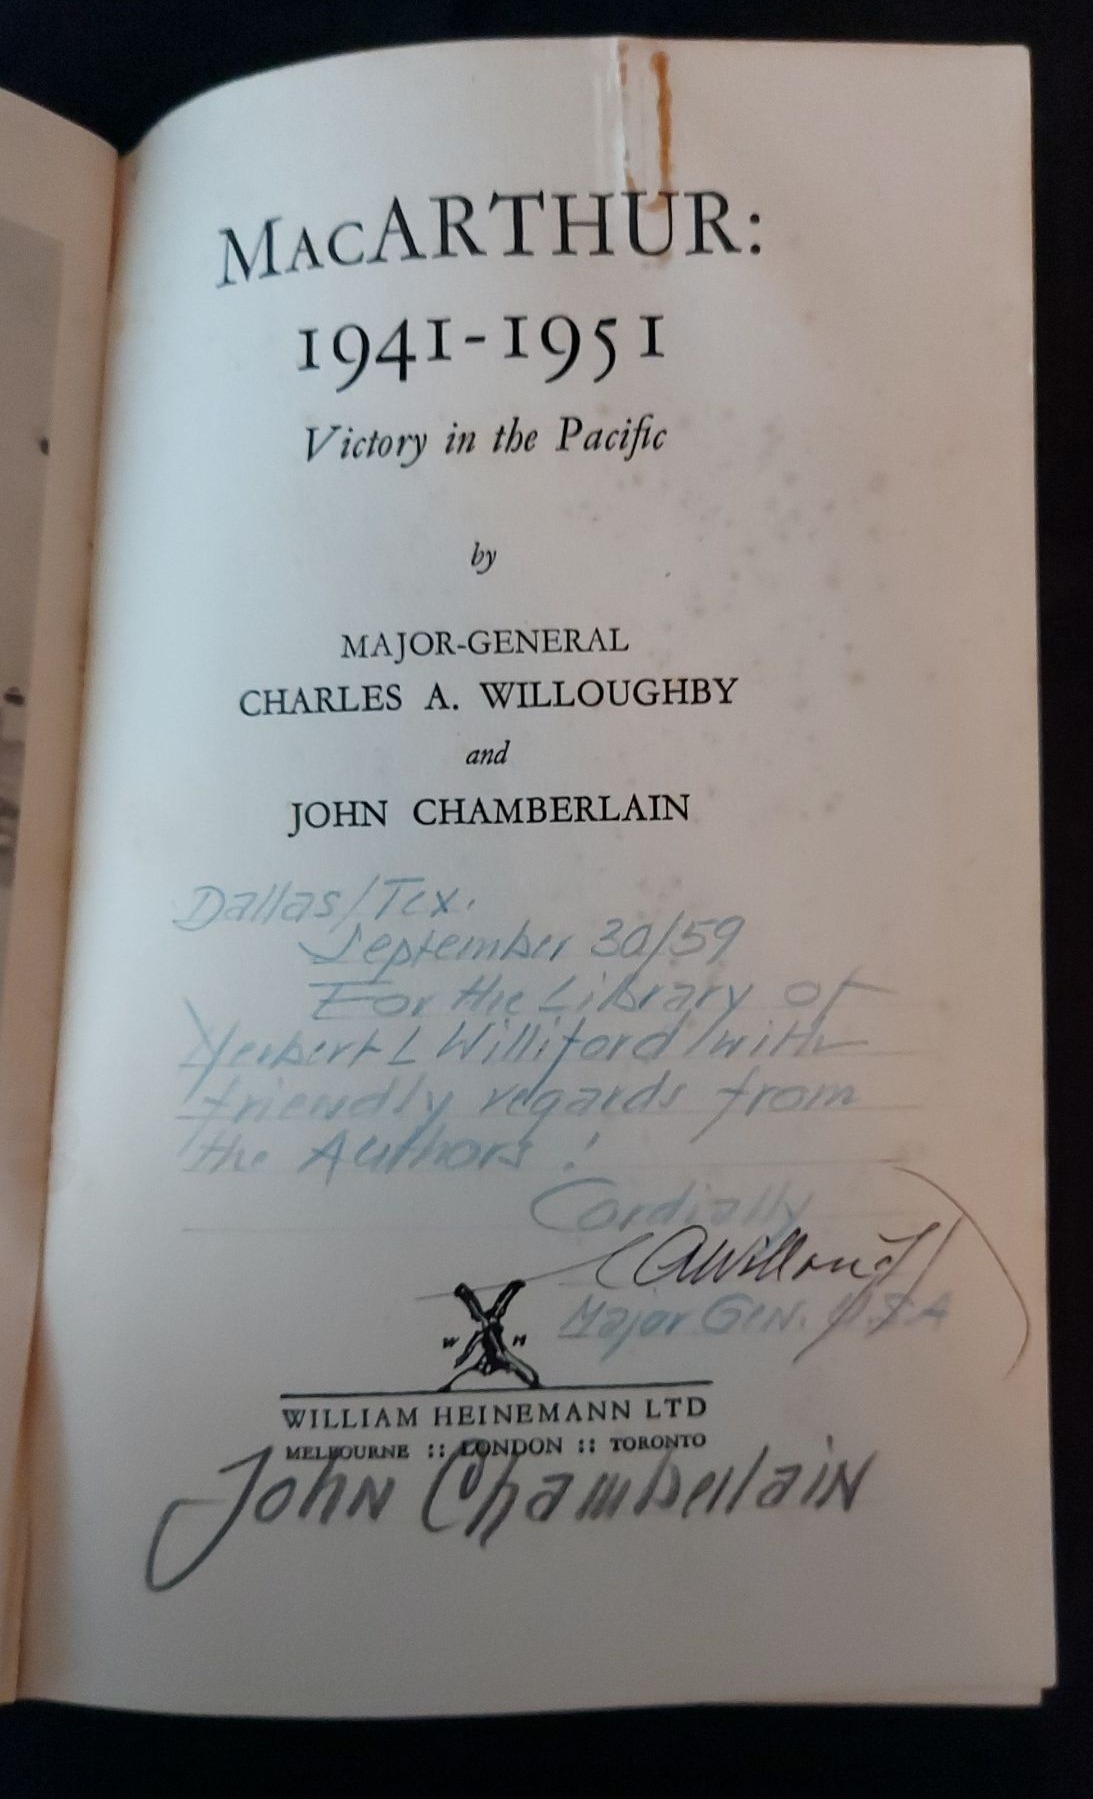 MACARTHUR:
1941-1951
Victory in the Pacific
by
MAJOR-GENERAL
CHARLES A. WILLOUGHBY
and
JOHN CHAMBERLAIN
Dallas/Tex.
September 30/59
For the Library of
Herbert L Williford/with
friendly regards from
the Authors!
Cordially
CAWillough
Major Gen. USA
W H
WILLIAM HEINEMANN LTD
MELBOURNE :: LONDON :: TORONTO
John Chamberlain